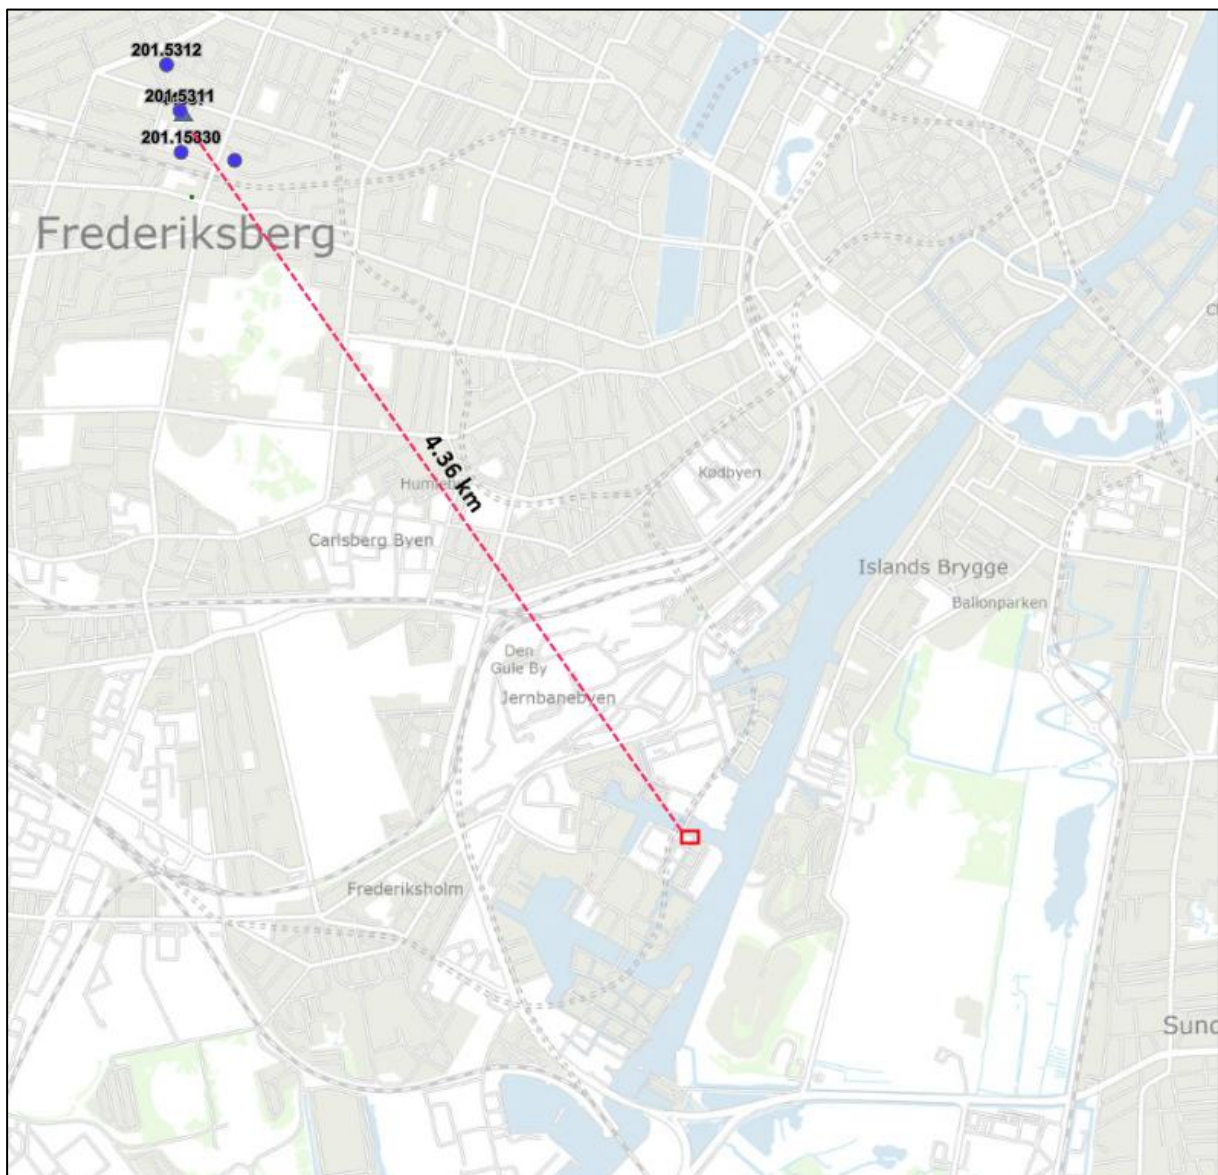 201.5312
201.5311
201.15330
Frederiksberg
4.36 km
Kødbyen
Carlsberg Byen
Islands Brygge
Ballonparken
Den
Gule By
Jernbanebyen
Frederiksholm
Sund